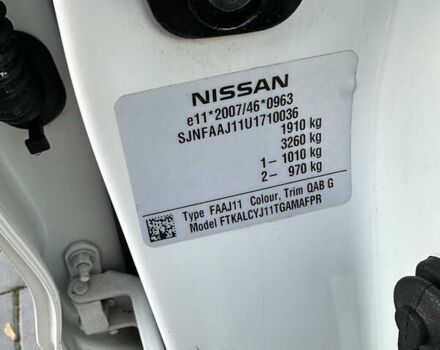 NISSAN
e11*2007/46*0963
SJNFAAJ11U1710036
1910 kg
3260 kg
1- 1010 kg
2- 970 kg
Type FAAJ11 Colour, Trim QAB G
Model FTKALCYJ11TGAMAFPR